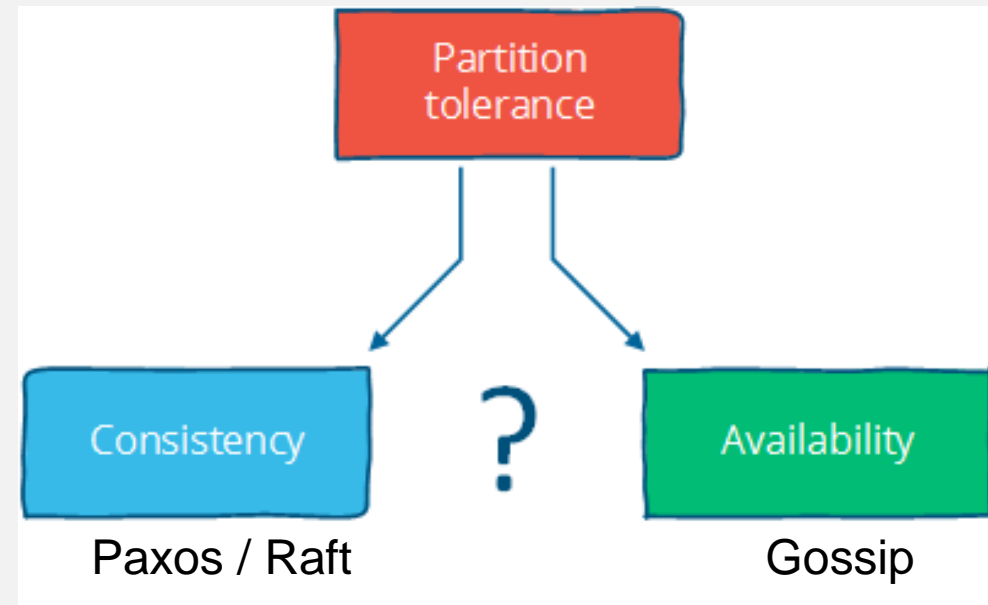 Partition
tolerance
Consistency
?
Availability
Paxos / Raft
Gossip